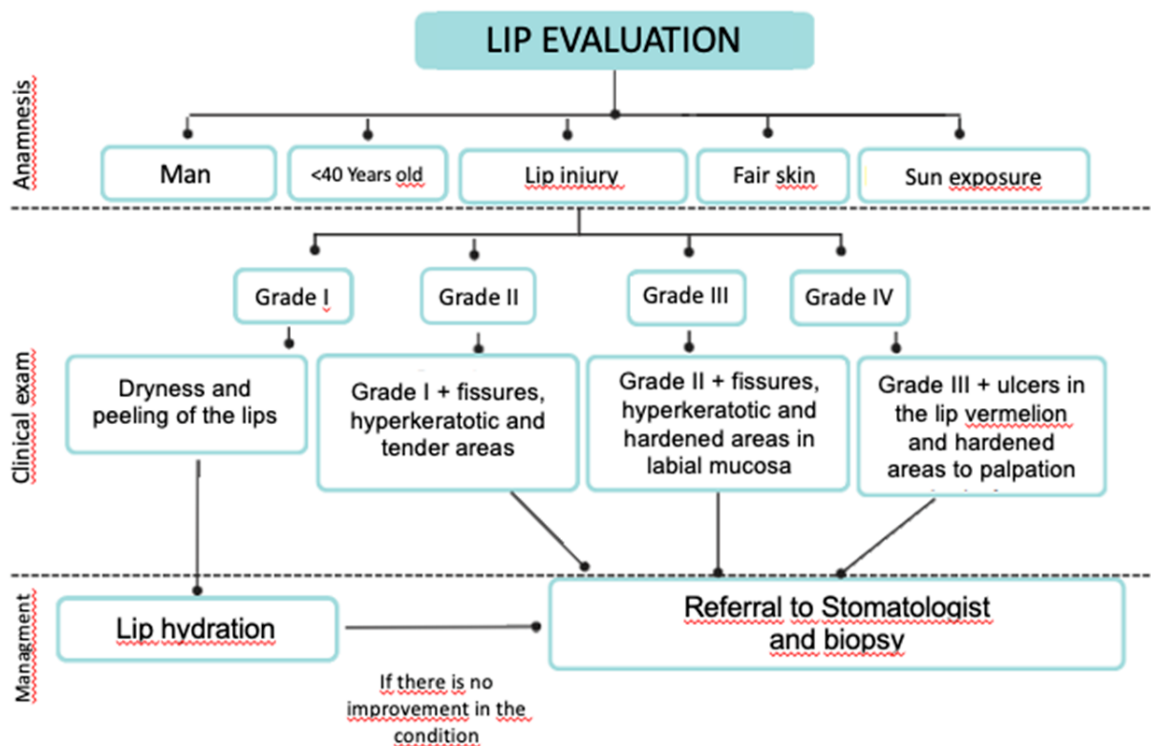 LIP EVALUATION
Anamnesis
Man
<40 Years old
Lip injury
Fair skin
Sun exposure
Clinical exam
Grade I
Grade II
Grade III
Grade IV
Dryness and
peeling of the lips
Grade I + fissures,
hyperkeratotic and
tender areas
Grade II + fissures,
hyperkeratotic and
hardened areas in
labial mucosa
Grade III + ulcers in
the lip vermelion
and hardened
areas to palpation
Managment
Lip hydration
If there is no
improvement in the
condition
Referral to Stomatologist
and biopsy